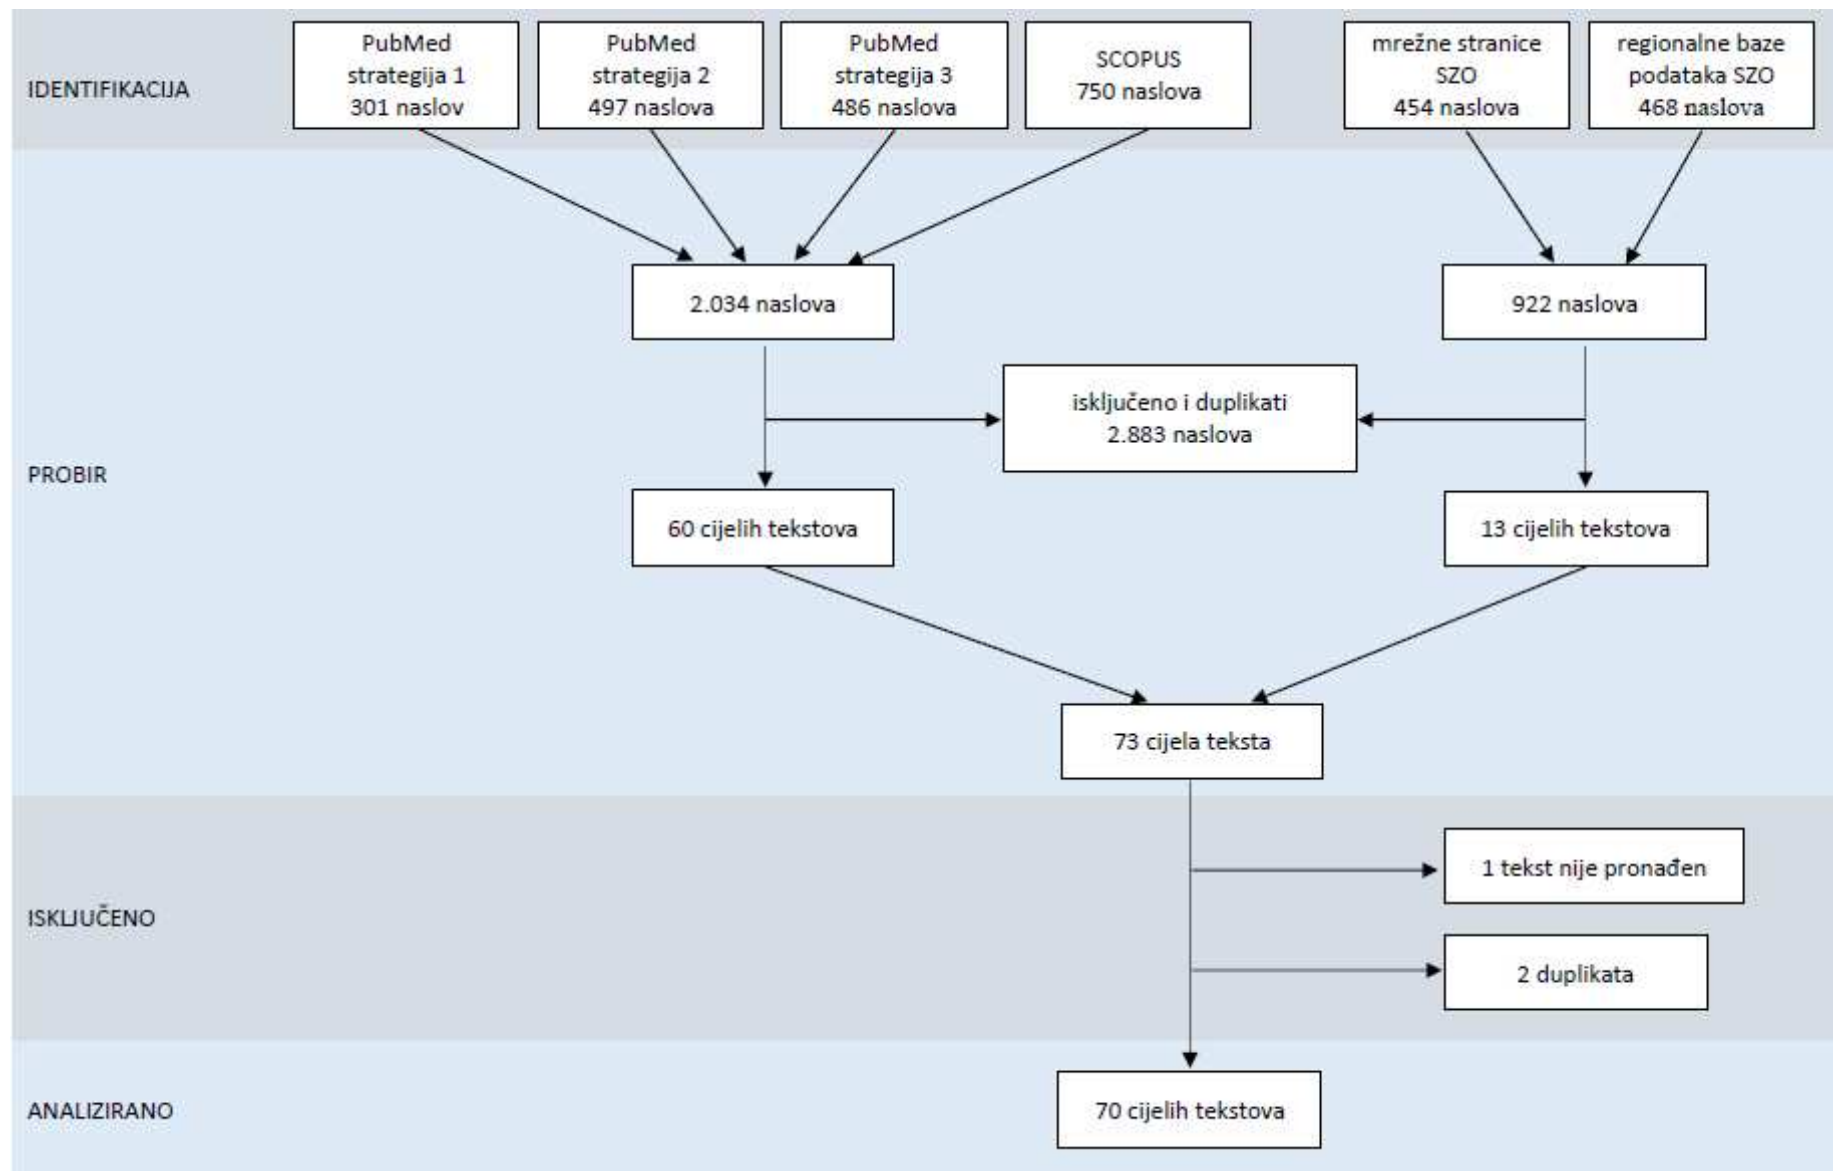 IDENTIFIKACIJA
PubMed
strategija 1
301 naslov
PubMed
strategija 2
497 naslova
PubMed
strategija 3
486 naslova
SCOPUS
750 naslova
mrežne stranice
SZO
454 naslova
regionalne baze
podataka SZO
468 naslova
PROBIR
2.034 naslova
922 naslova
isključeno i duplikati
2.883 naslova
60 cijelih tekstova
13 cijelih tekstova
73 cijela teksta
ISKLJUČENO
1 tekst nije pronađen
2 duplikata
ANALIZIRANO
70 cijelih tekstova